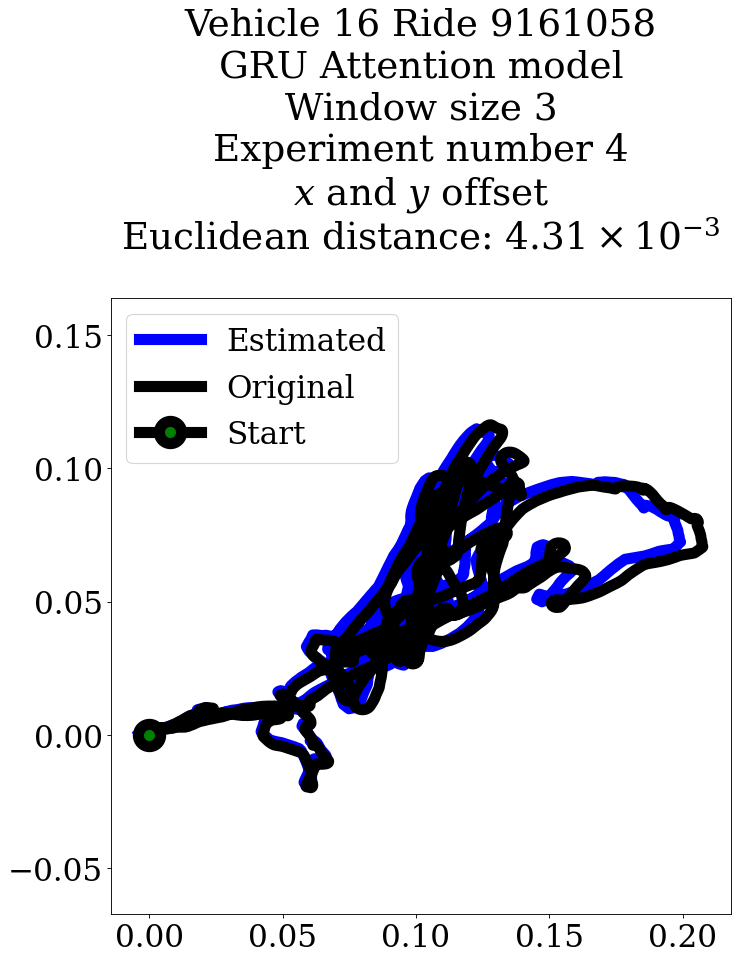 Vehicle 16 Ride 9161058
GRU Attention model
Window size 3
Experiment number 4
x and y offset
Euclidean distance: 4.31 × 10⁻³
Estimated
Original
Start
0.15
0.10
0.05
0.00
−0.05
0.00 0.05 0.10 0.15 0.20